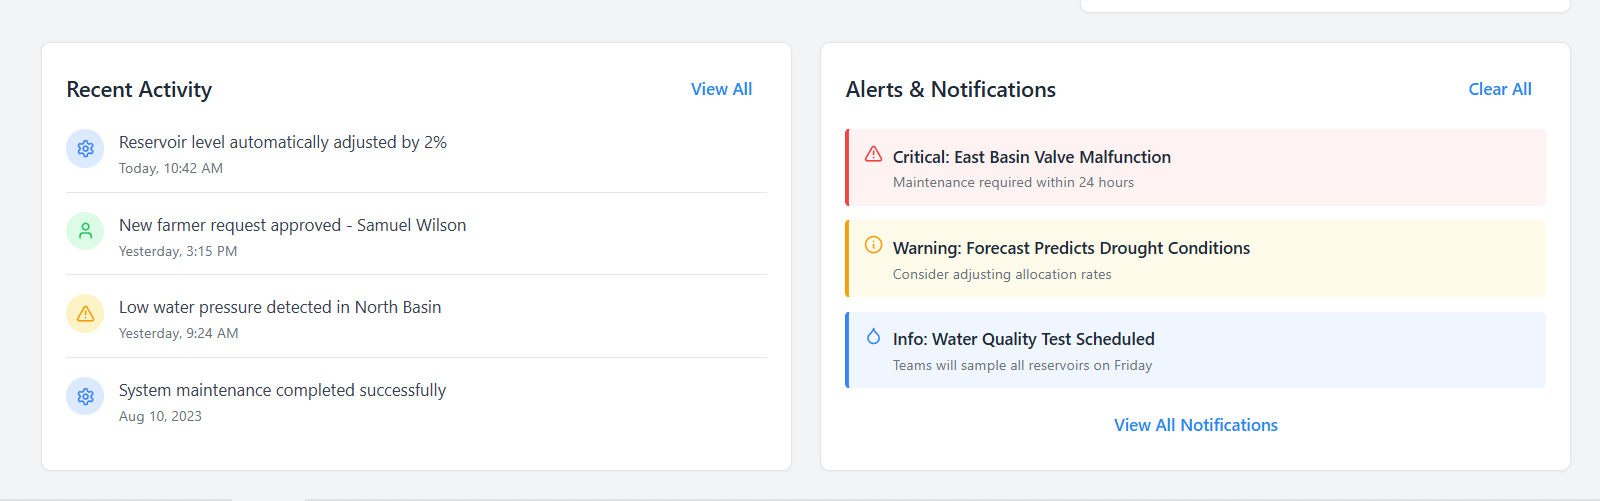 Recent Activity
View All
Reservoir level automatically adjusted by 2%
Today, 10:42 AM
New farmer request approved - Samuel Wilson
Yesterday, 3:15 PM
Low water pressure detected in North Basin
Yesterday, 9:24 AM
System maintenance completed successfully
Aug 10, 2023
Alerts & Notifications
Clear All
Critical: East Basin Valve Malfunction
Maintenance required within 24 hours
Warning: Forecast Predicts Drought Conditions
Consider adjusting allocation rates
Info: Water Quality Test Scheduled
Teams will sample all reservoirs on Friday
View All Notifications